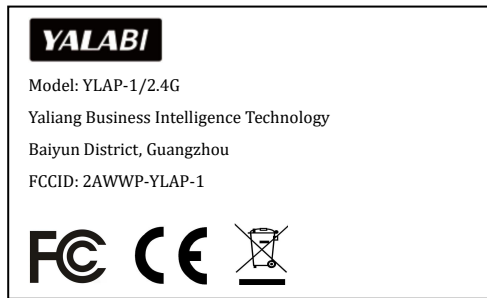 YALABI
Model: YLAP-1/2.4G
Yaliang Business Intelligence Technology
Baiyun District, Guangzhou
FCCID: 2AWWP-YLAP-1
FC CE